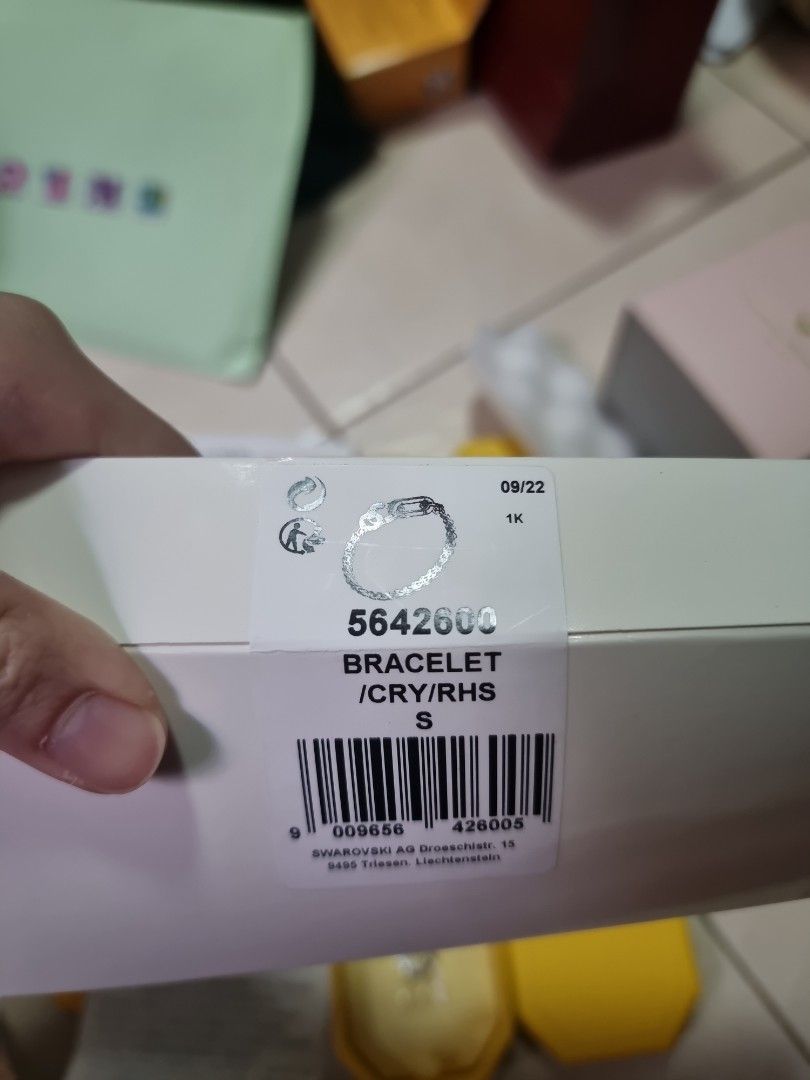 09/22
1K
5642600
BRACELET
/CRY/RHS
S
9 009656 426005
SWAROVSKI AG Droeschistr. 15
9495 Triesen. Liechtenstein